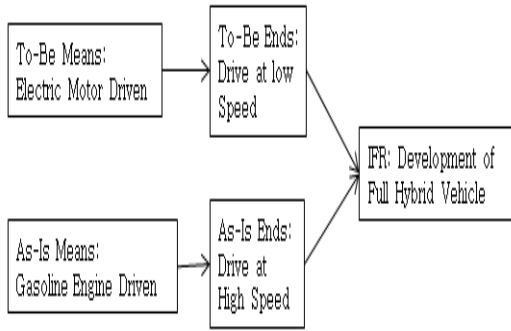 To-Be Means:
Electric Motor Driven
To-Be Ends:
Drive at low
Speed
IFR: Development of
Full Hybrid Vehicle
As-Is Means:
Gasoline Engine Driven
As-Is Ends:
Drive at
High Speed